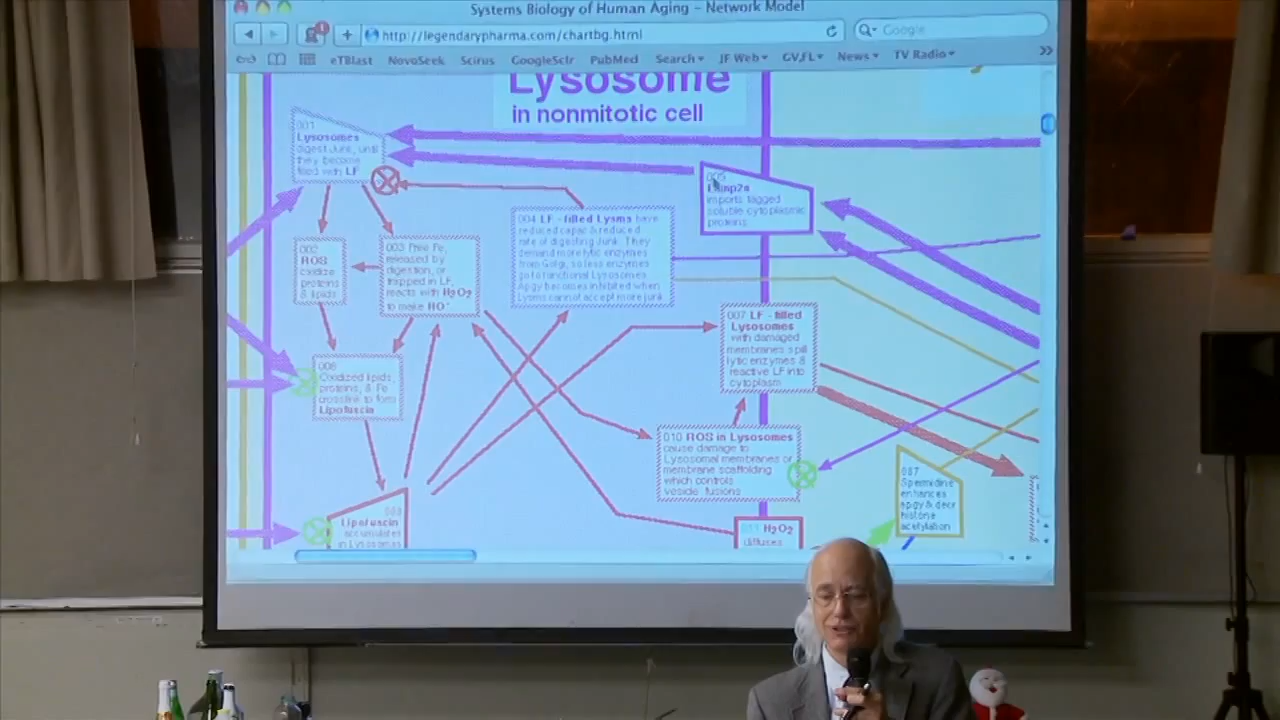 Systems Biology of Human Aging – Network Model
http://legendarypharma.com/chartbg.html
Google
eTBlast NovoSeek Scirus GoogleSclr PubMed Search JF Web GV,FL News TV Radio
Lysosome
in nonmitotic cell
001
Lysosomes
digest Junk, until
they become
filled with LF
002
ROS
oxidize
proteins
& lipids
003 Free Fe,
released by
digestion, or
trapped in LF,
reacts with H2O2
to make HO
004 LF - filled Lysms have
reduced capac & reduced
rate of digesting Junk. They
demand more lytic enzymes
from Golgi, so less enzymes
go to functional Lysosomes.
Apgy becomes inhibited when
Lysms cannot accept more junk
005
imports tagged
soluble cytoplasmic
proteins
006
Oxidized lipids,
proteins, & Fe
crosslink to form
Lipofuscin
007 LF - filled
Lysosomes
with damaged
membranes spill
lytic enzymes &
reactive LF into
cytoplasm
Lipofuscin
accumulates
in Lysosomes
010 ROS in Lysosomes
cause damage to
Lysosomal membranes or
membrane scaffolding
which controls
vesicle fusions
011 H2O2
diffuses
087
Spermidine
enhances
apgy & decr
histone
acetylation